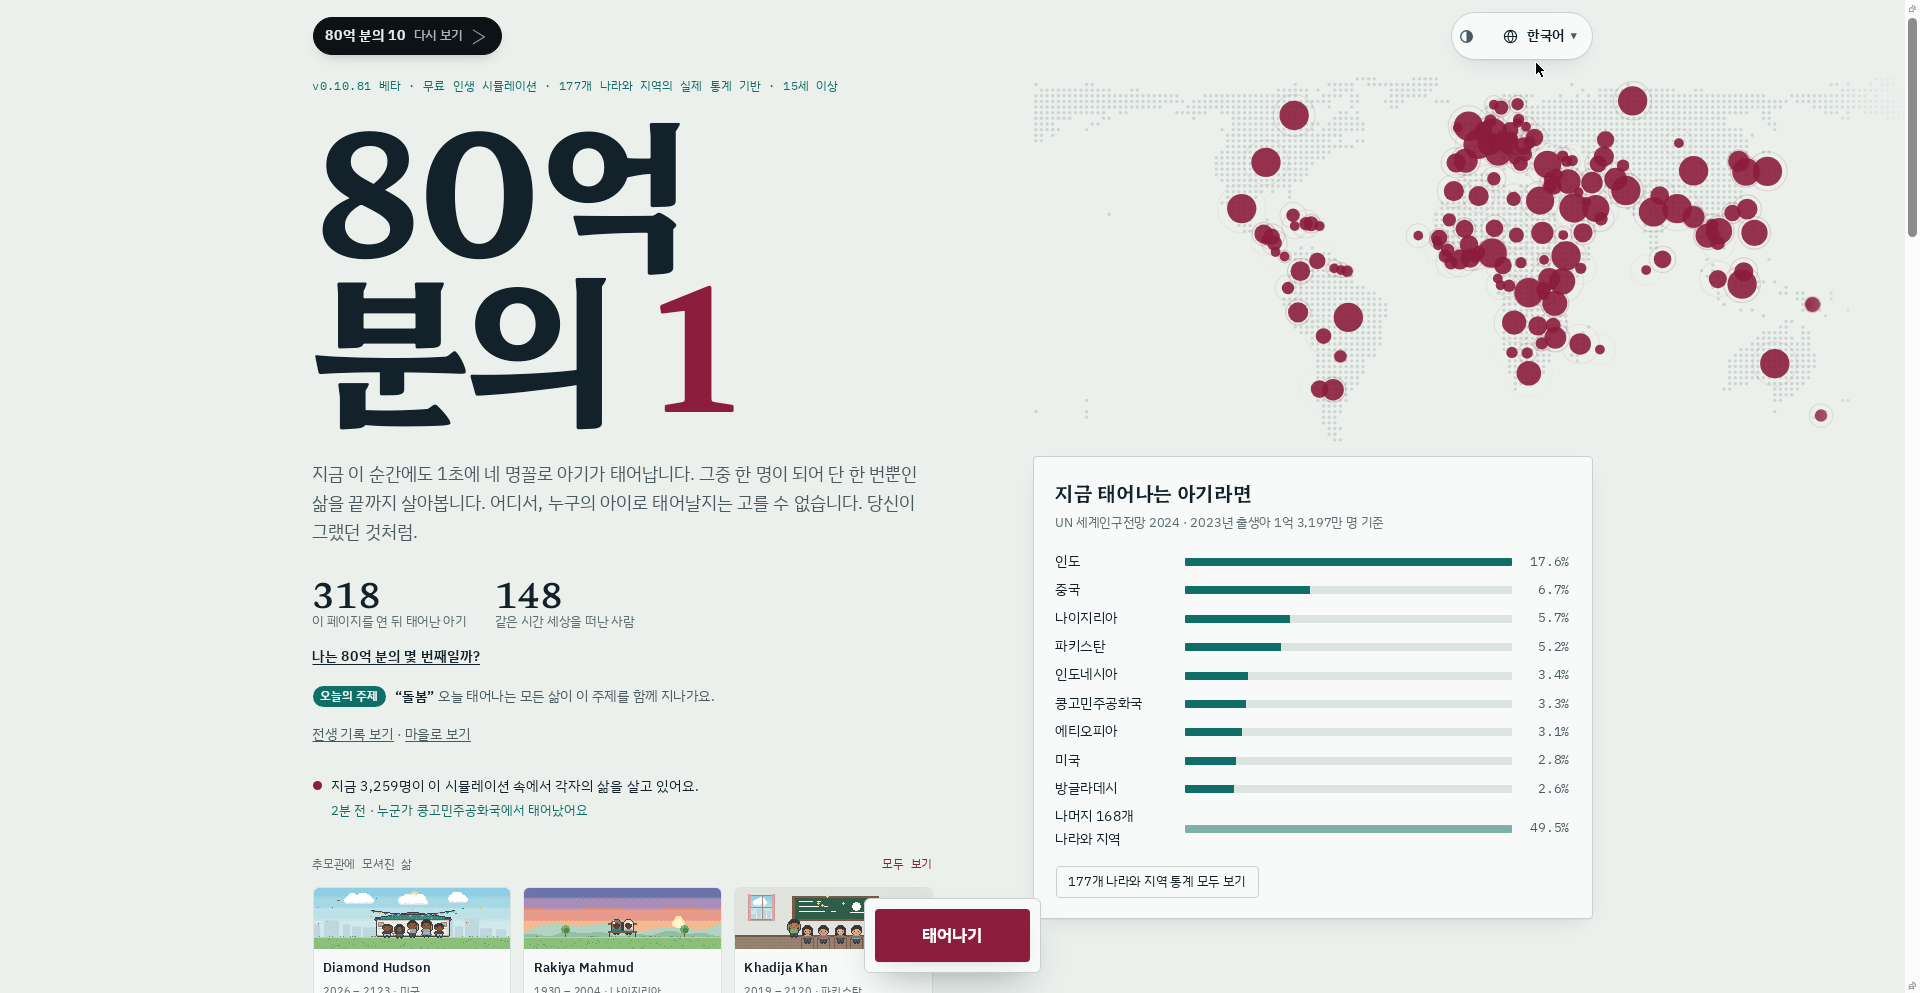 80억 분의 10 다시 보기
한국어 ▾
v0.10.81 베타 · 무료 인생 시뮬레이션 · 177개 나라와 지역의 실제 통계 기반 · 15세 이상
80억
분의 1
지금 이 순간에도 1초에 네 명꼴로 아기가 태어납니다. 그중 한 명이 되어 단 한 번뿐인
삶을 끝까지 살아봅니다. 어디서, 누구의 아이로 태어날지는 고를 수 없습니다. 당신이
그랬던 것처럼.
318 148
이 페이지를 연 뒤 태어난 아기 같은 시간 세상을 떠난 사람
나는 80억 분의 몇 번째일까?
오늘의 주제 “돌봄” 오늘 태어나는 모든 삶이 이 주제를 함께 지나가요.
전생 기록 보기 · 마을로 보기
지금 3,259명이 이 시뮬레이션 속에서 각자의 삶을 살고 있어요.
2분 전 · 누군가 콩고민주공화국에서 태어났어요
추모관에 모셔진 삶 모두 보기
Diamond Hudson
2026 – 2123 · 미국
Rakiya Mahmud
1930 – 2004 · 나이지리아
Khadija Khan
2019 – 2120 · 파키스탄
지금 태어나는 아기라면
UN 세계인구전망 2024 · 2023년 출생아 1억 3,197만 명 기준
인도 17.6%
중국 6.7%
나이지리아 5.7%
파키스탄 5.2%
인도네시아 3.4%
콩고민주공화국 3.3%
에티오피아 3.1%
미국 2.8%
방글라데시 2.6%
나머지 168개
나라와 지역 49.5%
177개 나라와 지역 통계 모두 보기
태어나기